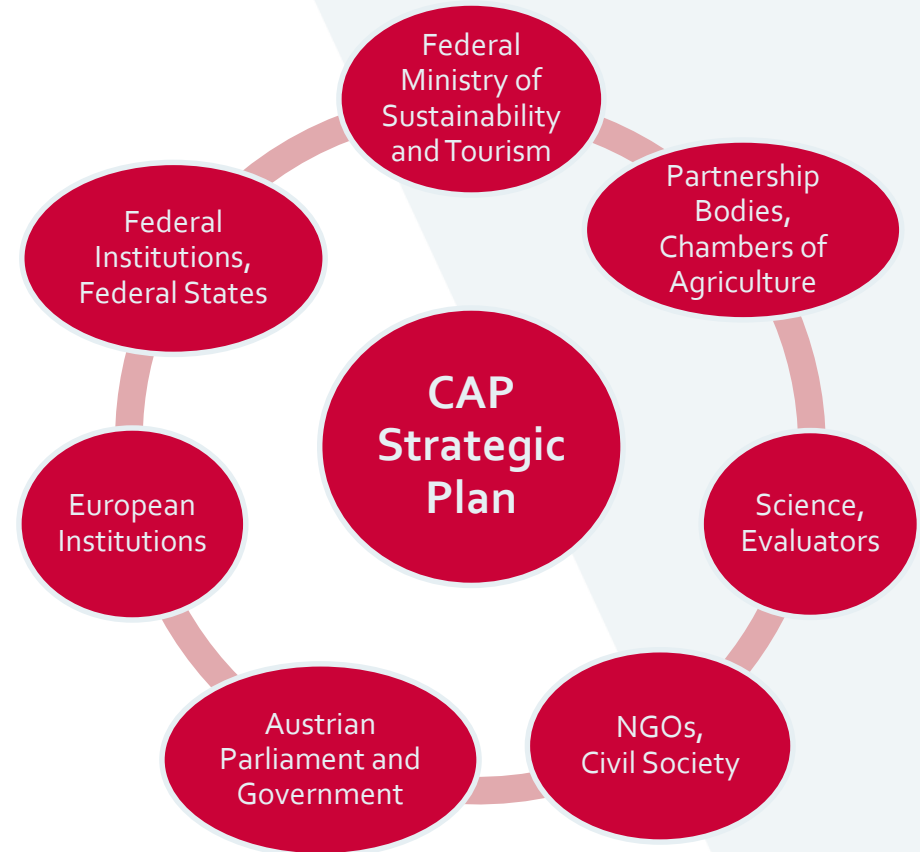 Federal
Ministry of
Sustainability
and Tourism
Partnership
Bodies,
Chambers of
Agriculture
Science,
Evaluators
NGOs,
Civil Society
Austrian
Parliament and
Government
European
Institutions
Federal
Institutions,
Federal States
CAP
Strategic
Plan